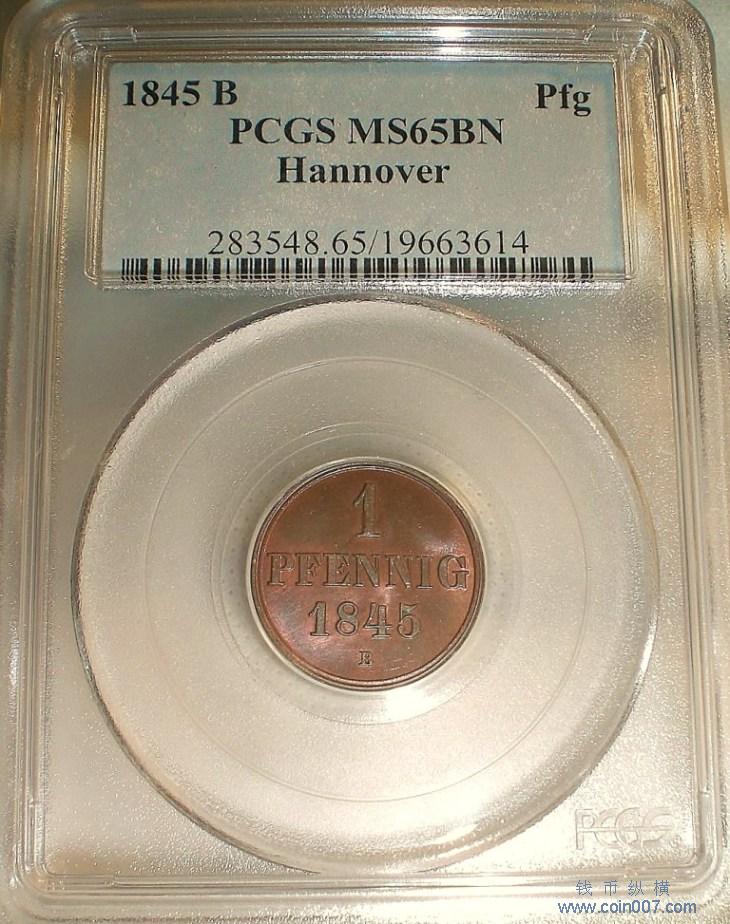 1845 B Pfg
PCGS MS65BN
Hannover
283548.65/19663614
1
PFENNIG
1845
B
PCGS
钱币纵横
www.coin007.com